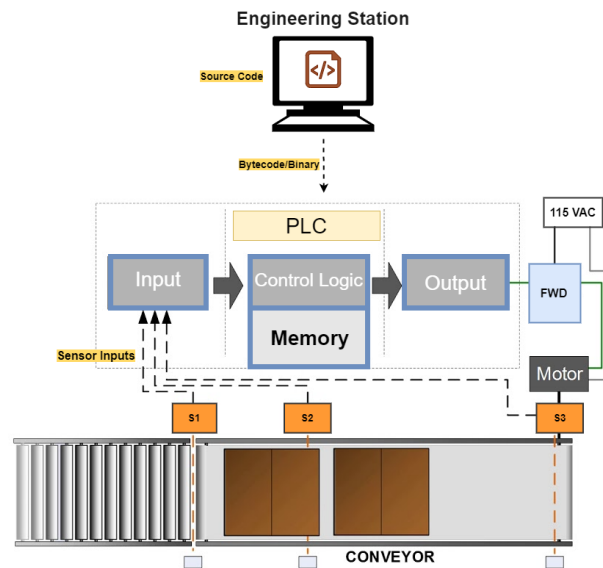 Engineering Station
Source Code
</>
Bytecode/Binary
PLC
115 VAC
Input
Control Logic
Output
FWD
Memory
Sensor Inputs
Motor
S1
S2
S3
CONVEYOR